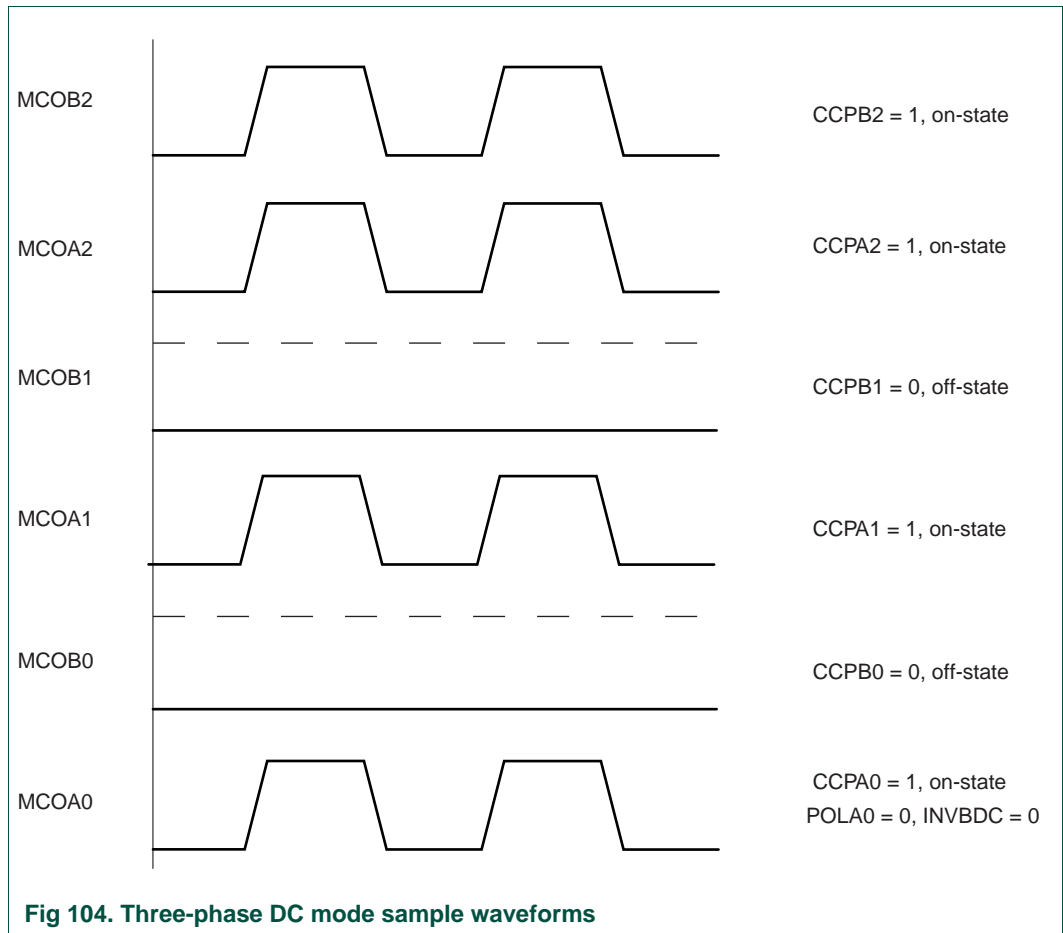 MCOB2
CCPB2 = 1, on-state
MCOA2
CCPA2 = 1, on-state
MCOB1
CCPB1 = 0, off-state
MCOA1
CCPA1 = 1, on-state
MCOB0
CCPB0 = 0, off-state
MCOA0
CCPA0 = 1, on-state
POLA0 = 0, INVBDC = 0
Fig 104. Three-phase DC mode sample waveforms